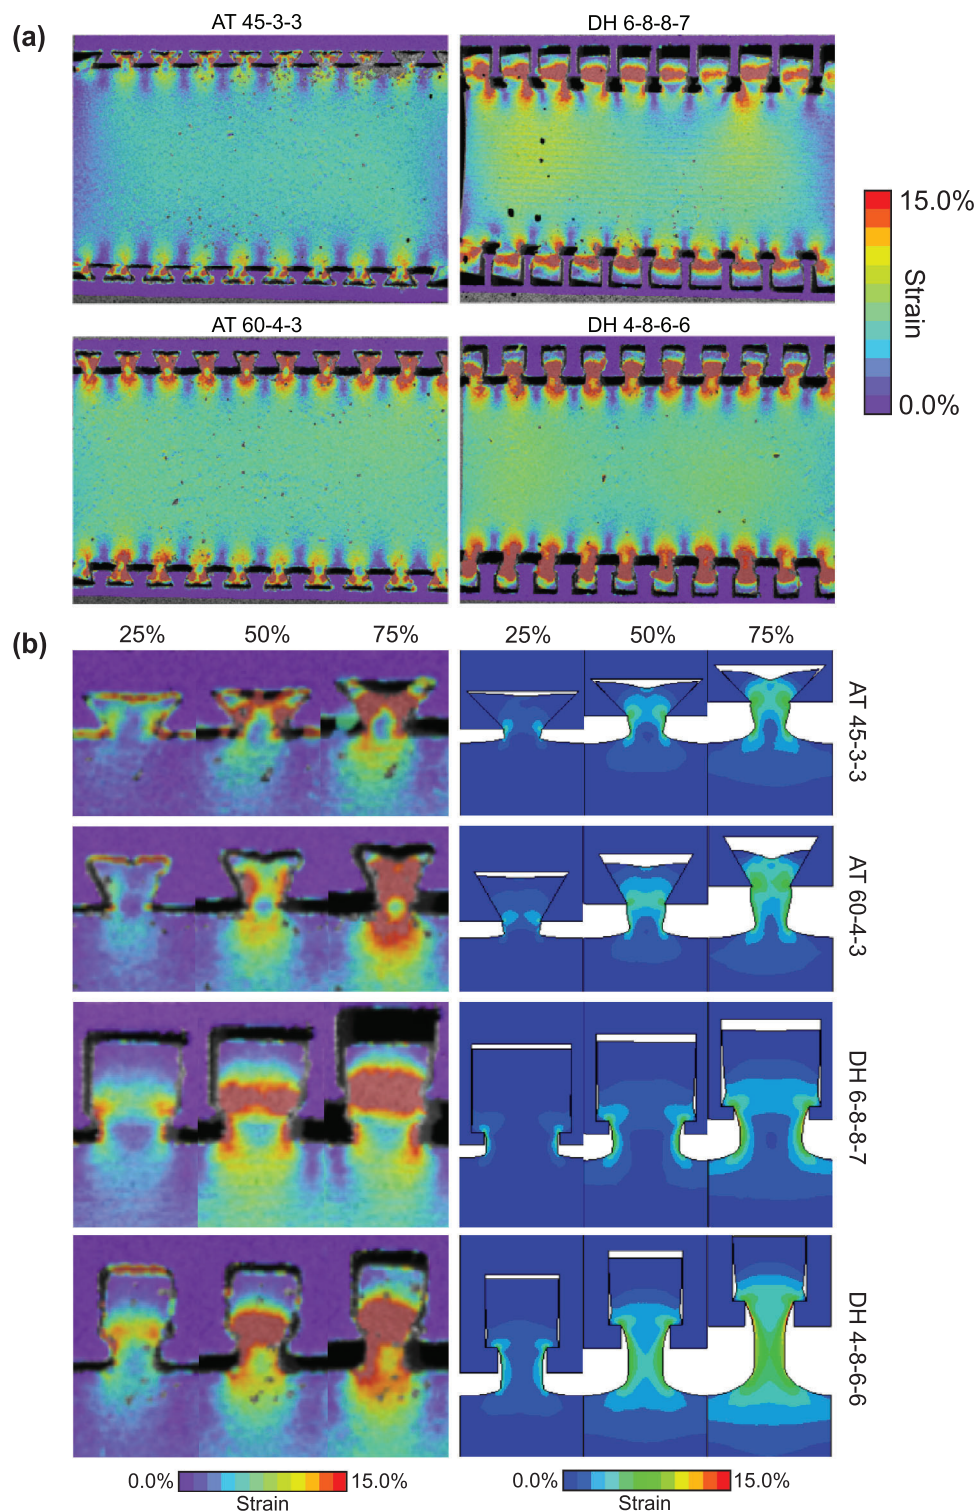 (a)
AT 45-3-3
DH 6-8-8-7
AT 60-4-3
DH 4-8-6-6
15.0%
Strain
0.0%
(b)
25%
50%
75%
25%
50%
75%
AT 45-3-3
AT 60-4-3
DH 6-8-8-7
DH 4-8-6-6
0.0%
15.0%
Strain
0.0%
15.0%
Strain